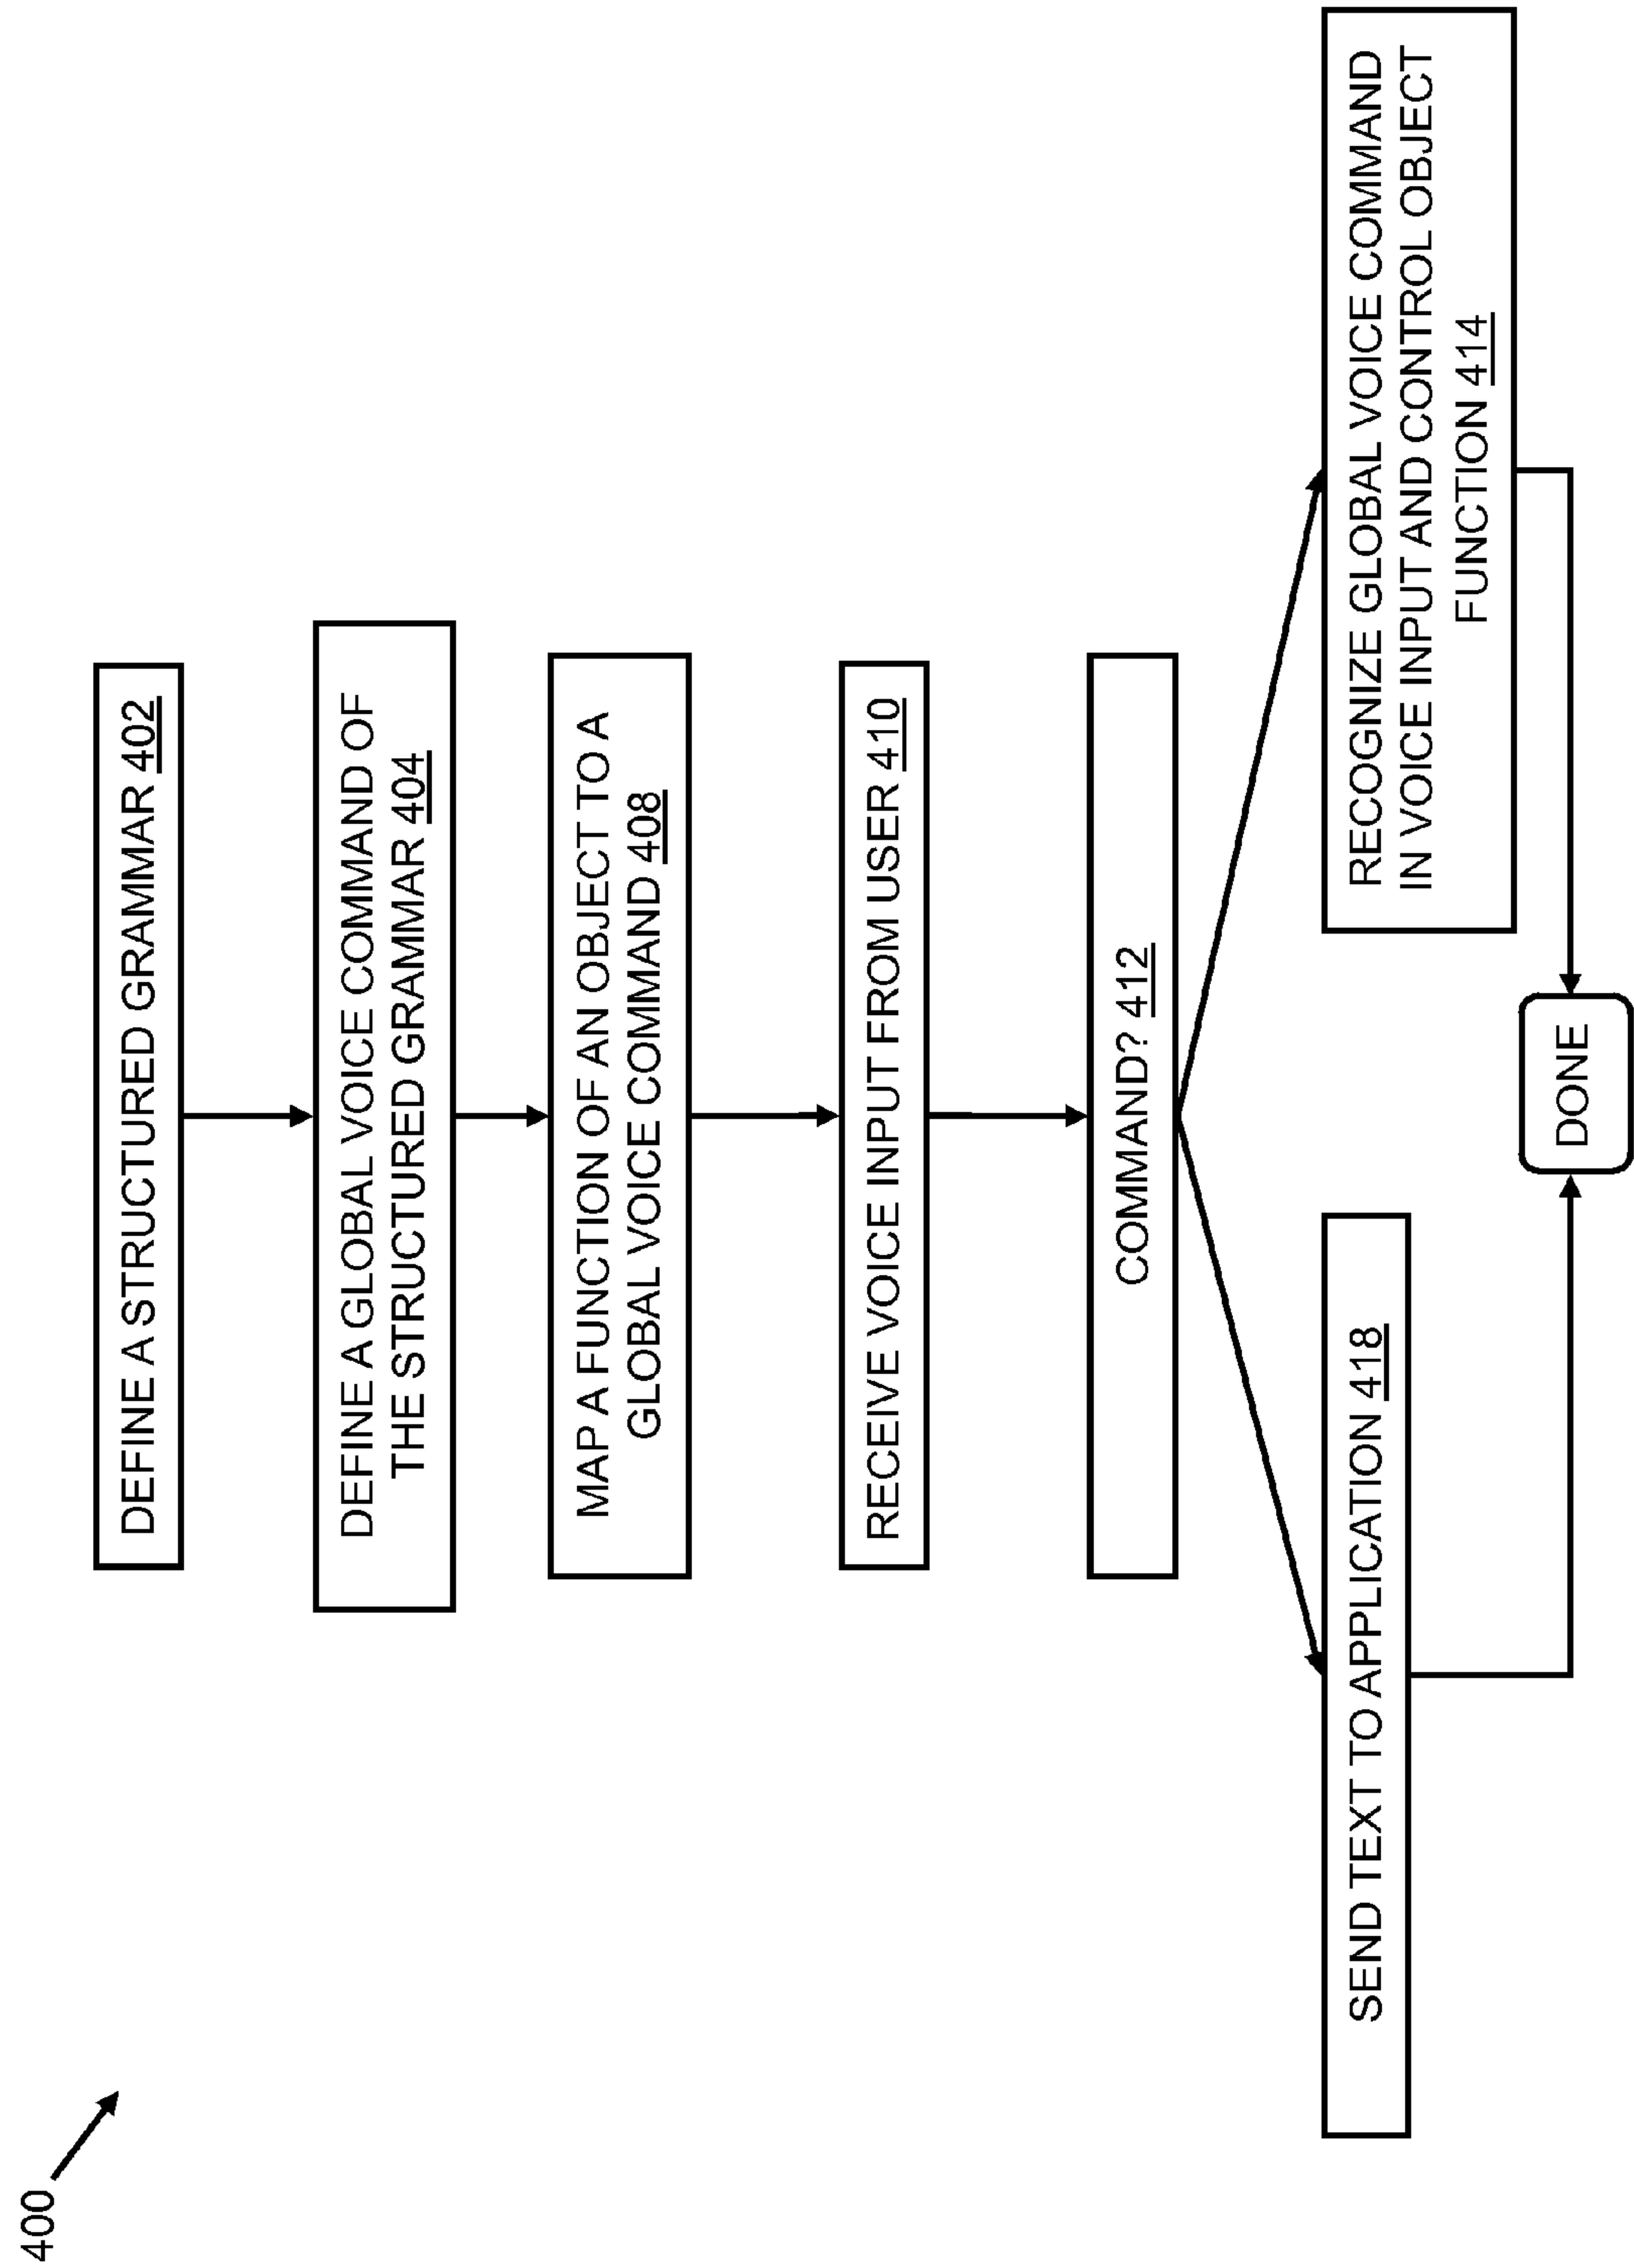 400
DEFINE A STRUCTURED GRAMMAR 402
DEFINE A GLOBAL VOICE COMMAND OF
THE STRUCTURED GRAMMAR 404
MAP A FUNCTION OF AN OBJECT TO A
GLOBAL VOICE COMMAND 408
RECEIVE VOICE INPUT FROM USER 410
COMMAND? 412
SEND TEXT TO APPLICATION 418
RECOGNIZE GLOBAL VOICE COMMAND
IN VOICE INPUT AND CONTROL OBJECT
FUNCTION 414
DONE